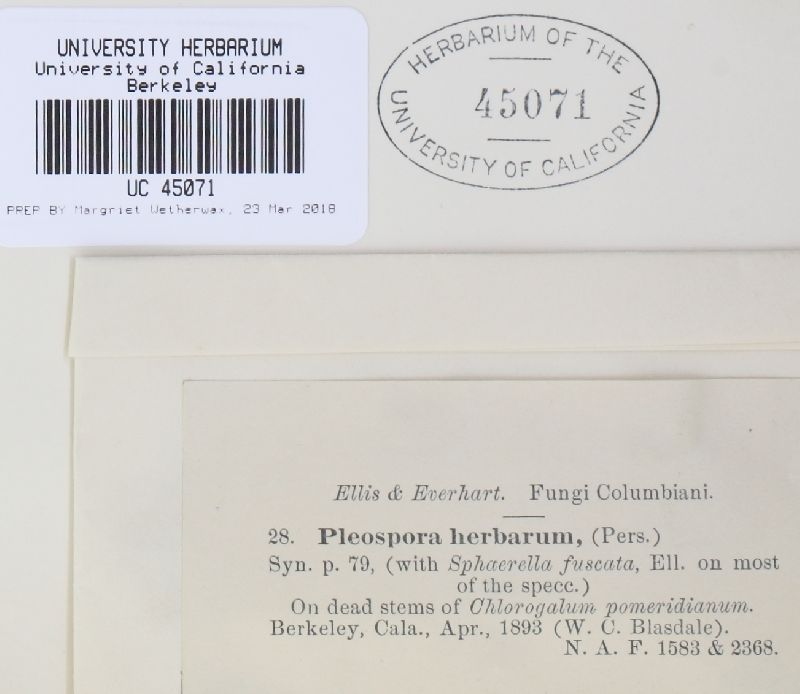 UNIVERSITY HERBARIUM
University of California
Berkeley
UC 45071
PREP BY Margriet Wetherwax, 23 Mar 2018
HERBARIUM OF THE
45071
UNIVERSITY OF CALIFORNIA
Ellis & Everhart. Fungi Columbiani.
28. Pleospora herbarum, (Pers.)
Syn. p. 79, (with Sphaerella fuscata, Ell. on most
of the specc.)
On dead stems of Chlorogalum pomeridianum.
Berkeley, Cala., Apr., 1893 (W. C. Blasdale).
N. A. F. 1583 & 2368.